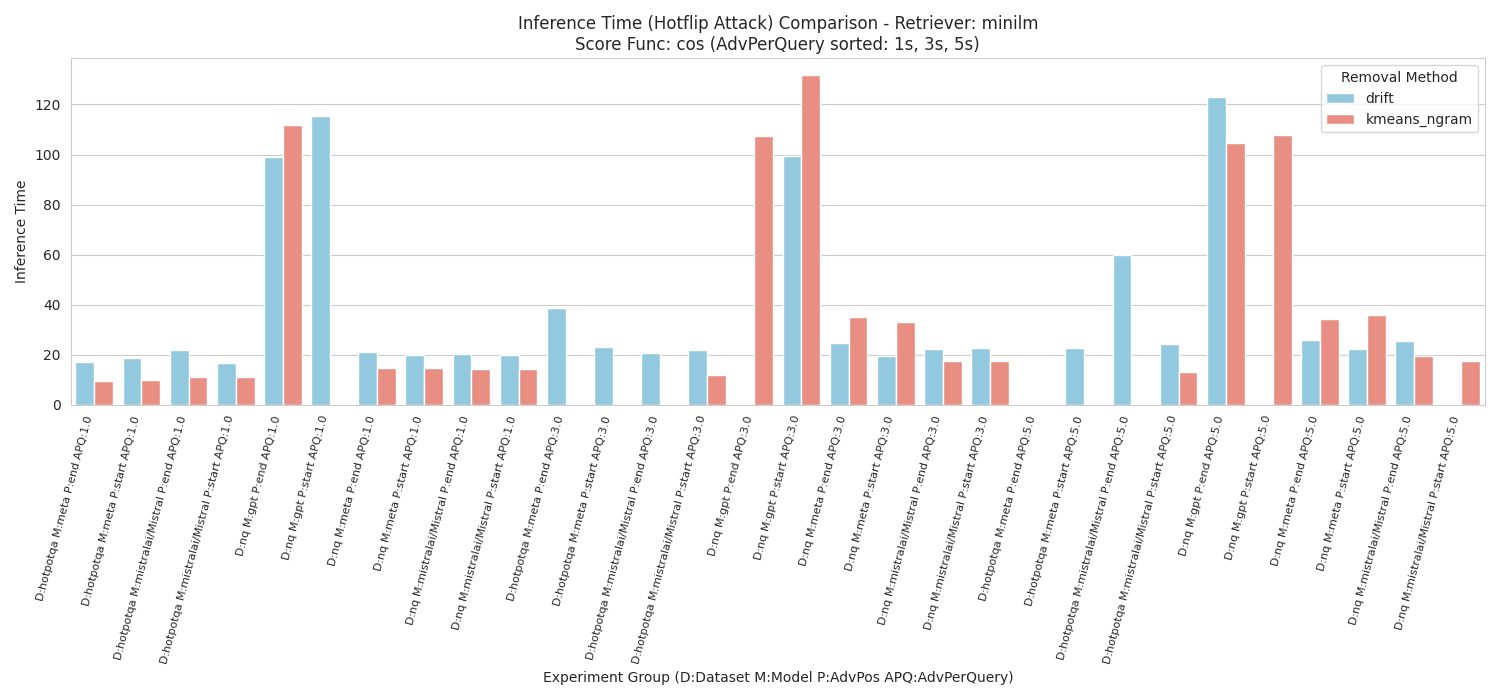 Inference Time (Hotflip Attack) Comparison - Retriever: minilm
Score Func: cos (AdvPerQuery sorted: 1s, 3s, 5s)
Removal Method
drift
kmeans_ngram
Inference Time
120
100
80
60
40
20
0
D:hotpotqa M:meta P:end APQ:1.0
D:hotpotqa M:meta P:start APQ:1.0
D:hotpotqa M:mistralai/Mistral P:end APQ:1.0
D:hotpotqa M:mistralai/Mistral P:start APQ:1.0
D:nq M:gpt P:end APQ:1.0
D:nq M:gpt P:start APQ:1.0
D:nq M:meta P:end APQ:1.0
D:nq M:meta P:start APQ:1.0
D:nq M:mistralai/Mistral P:end APQ:1.0
D:nq M:mistralai/Mistral P:start APQ:1.0
D:hotpotqa M:meta P:end APQ:3.0
D:hotpotqa M:meta P:start APQ:3.0
D:hotpotqa M:mistralai/Mistral P:end APQ:3.0
D:hotpotqa M:mistralai/Mistral P:start APQ:3.0
D:nq M:gpt P:end APQ:3.0
D:nq M:gpt P:start APQ:3.0
D:nq M:meta P:end APQ:3.0
D:nq M:meta P:start APQ:3.0
D:nq M:mistralai/Mistral P:end APQ:3.0
D:nq M:mistralai/Mistral P:start APQ:3.0
D:hotpotqa M:meta P:end APQ:5.0
D:hotpotqa M:meta P:start APQ:5.0
D:hotpotqa M:mistralai/Mistral P:end APQ:5.0
D:hotpotqa M:mistralai/Mistral P:start APQ:5.0
D:nq M:gpt P:end APQ:5.0
D:nq M:gpt P:start APQ:5.0
D:nq M:meta P:end APQ:5.0
D:nq M:meta P:start APQ:5.0
D:nq M:mistralai/Mistral P:end APQ:5.0
D:nq M:mistralai/Mistral P:start APQ:5.0
Experiment Group (D:Dataset M:Model P:AdvPos APQ:AdvPerQuery)